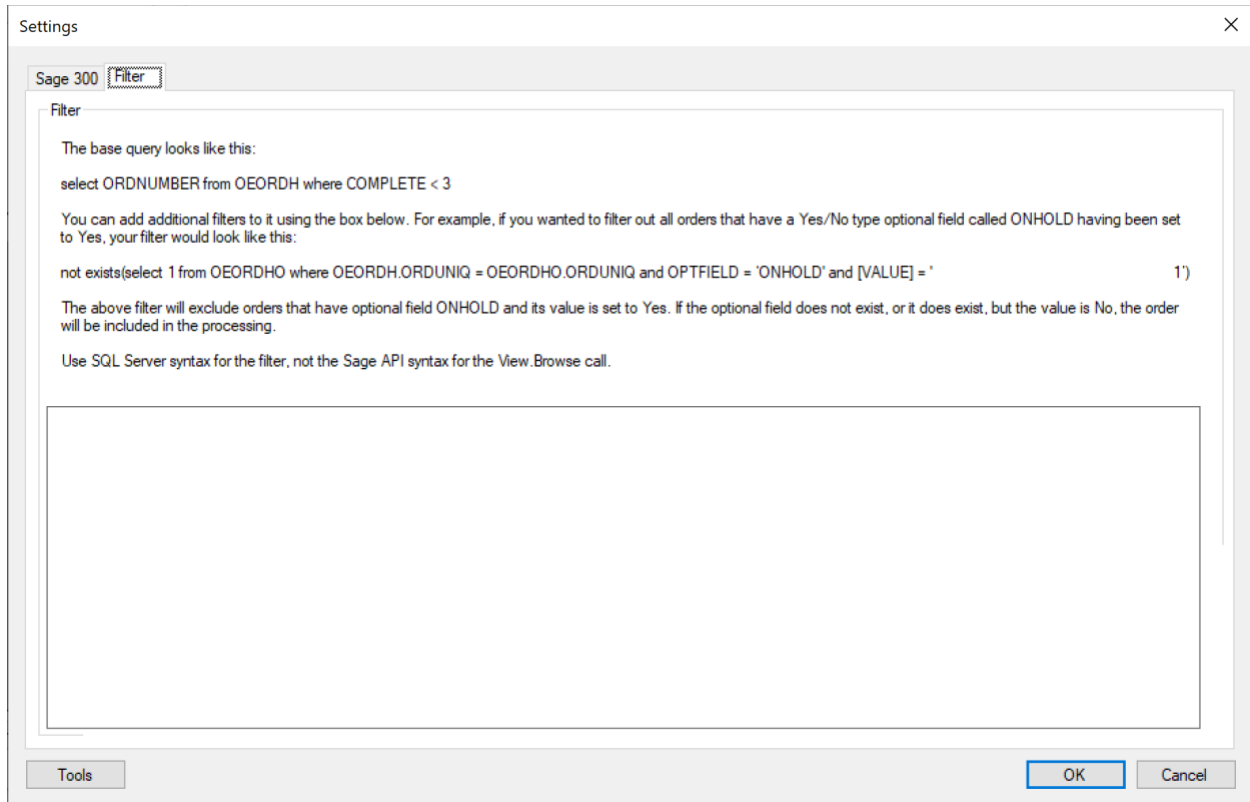 Settings
Sage 300 Filter
Filter
The base query looks like this:
select ORDNUMBER from OEORDH where COMPLETE < 3
You can add additional filters to it using the box below. For example, if you wanted to filter out all orders that have a Yes/No type optional field called ONHOLD having been set
to Yes, your filter would look like this:
not exists(select 1 from OEORDHO where OEORDH.ORDUNIQ = OEORDHO.ORDUNIQ and OPTFIELD = 'ONHOLD' and [VALUE] = '                                                            1')
The above filter will exclude orders that have optional field ONHOLD and its value is set to Yes. If the optional field does not exist, or it does exist, but the value is No, the order
will be included in the processing.
Use SQL Server syntax for the filter, not the Sage API syntax for the View.Browse call.
Tools OK Cancel